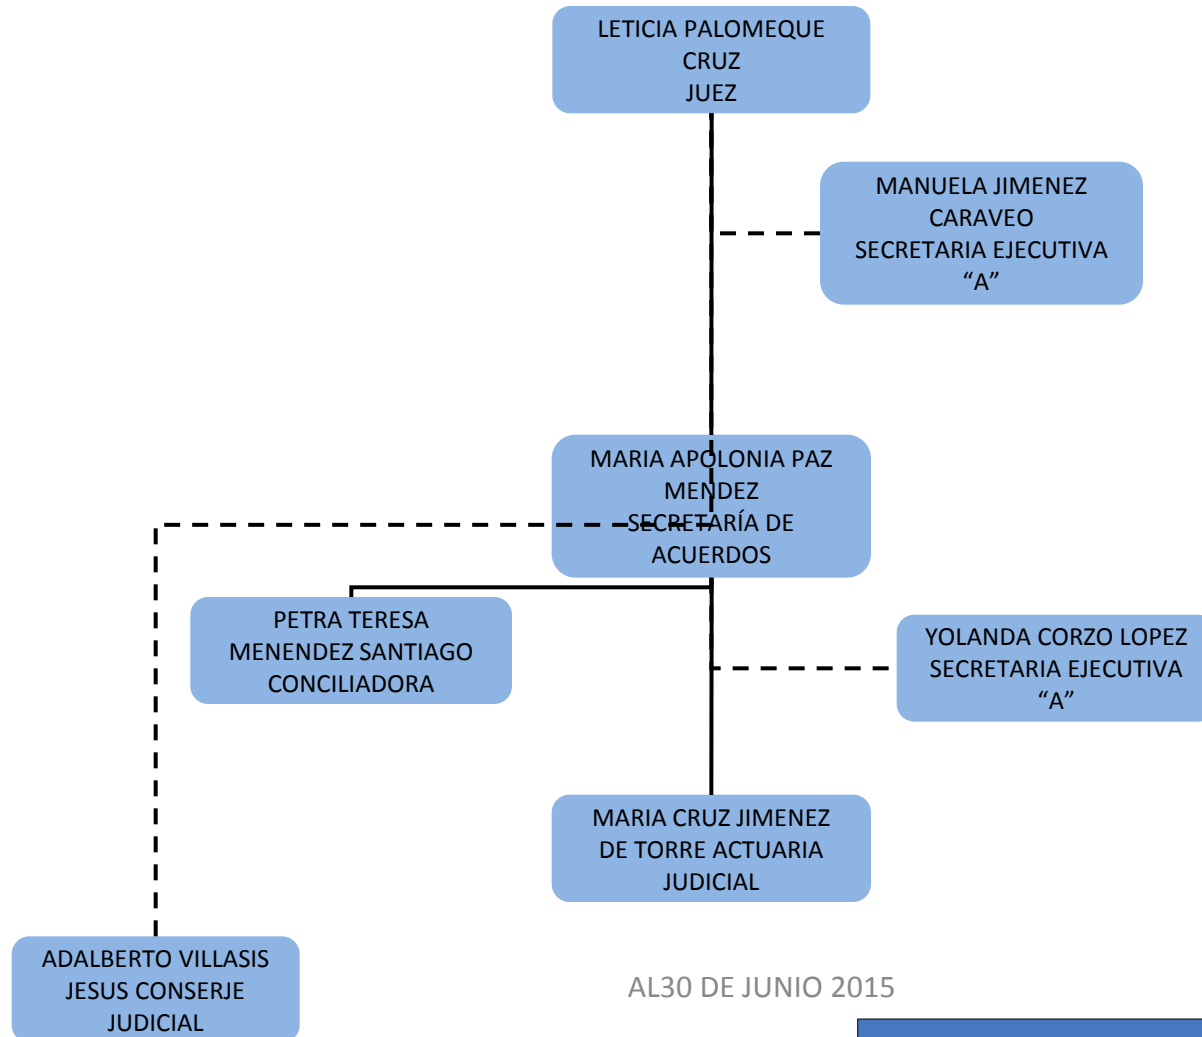 LETICIA PALOMEQUE
CRUZ
JUEZ
MANUELA JIMENEZ
CARAVEO
SECRETARIA EJECUTIVA
“A”
MARIA APOLONIA PAZ
MENDEZ
SECRETARÍA DE
ACUERDOS
PETRA TERESA
MENENDEZ SANTIAGO
CONCILIADORA
YOLANDA CORZO LOPEZ
SECRETARIA EJECUTIVA
“A”
MARIA CRUZ JIMENEZ
DE TORRE ACTUARIA
JUDICIAL
ADALBERTO VILLASIS
JESUS CONSERJE
JUDICIAL
AL30 DE JUNIO 2015